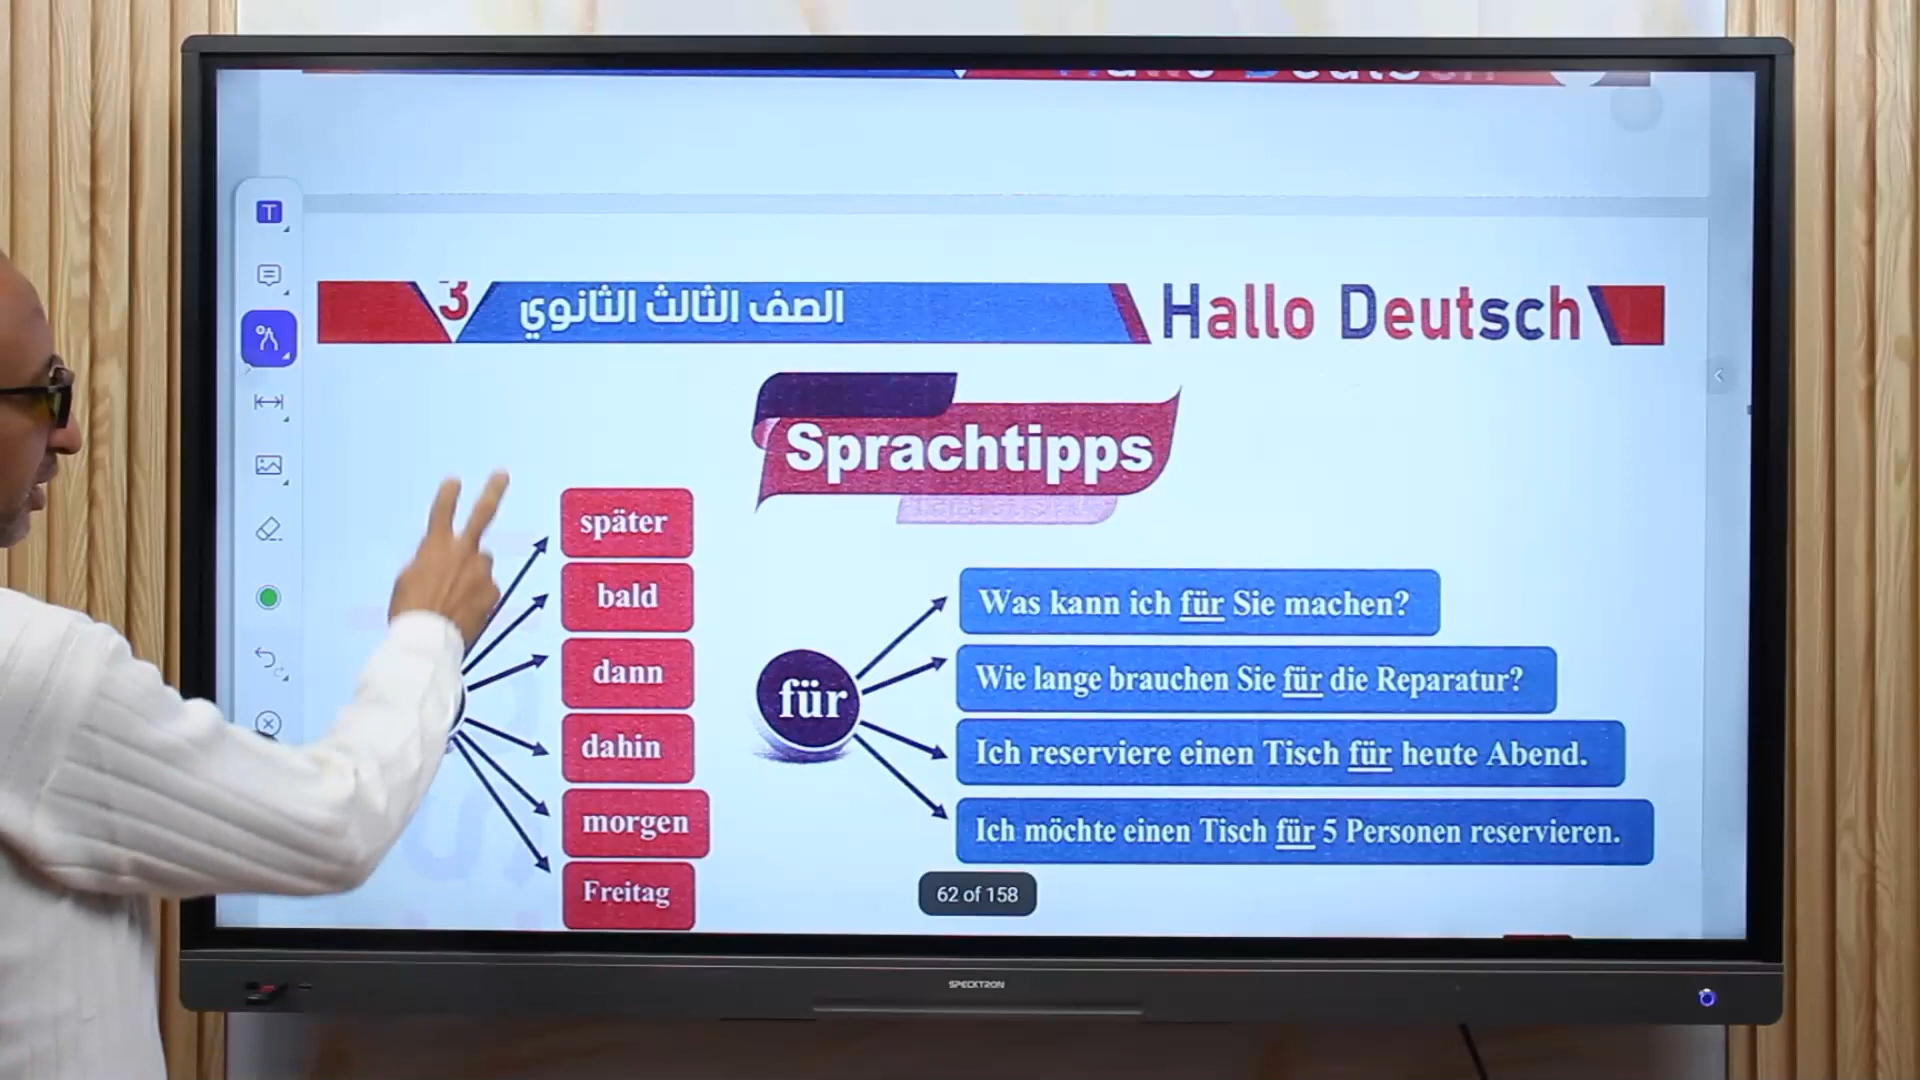 3 الصف الثالث الثانوي Hallo Deutsch
Sprachtipps
später
bald
dann
dahin
morgen
Freitag
für
Was kann ich für Sie machen?
Wie lange brauchen Sie für die Reparatur?
Ich reserviere einen Tisch für heute Abend.
Ich möchte einen Tisch für 5 Personen reservieren.
62 of 158
SPECKTRON